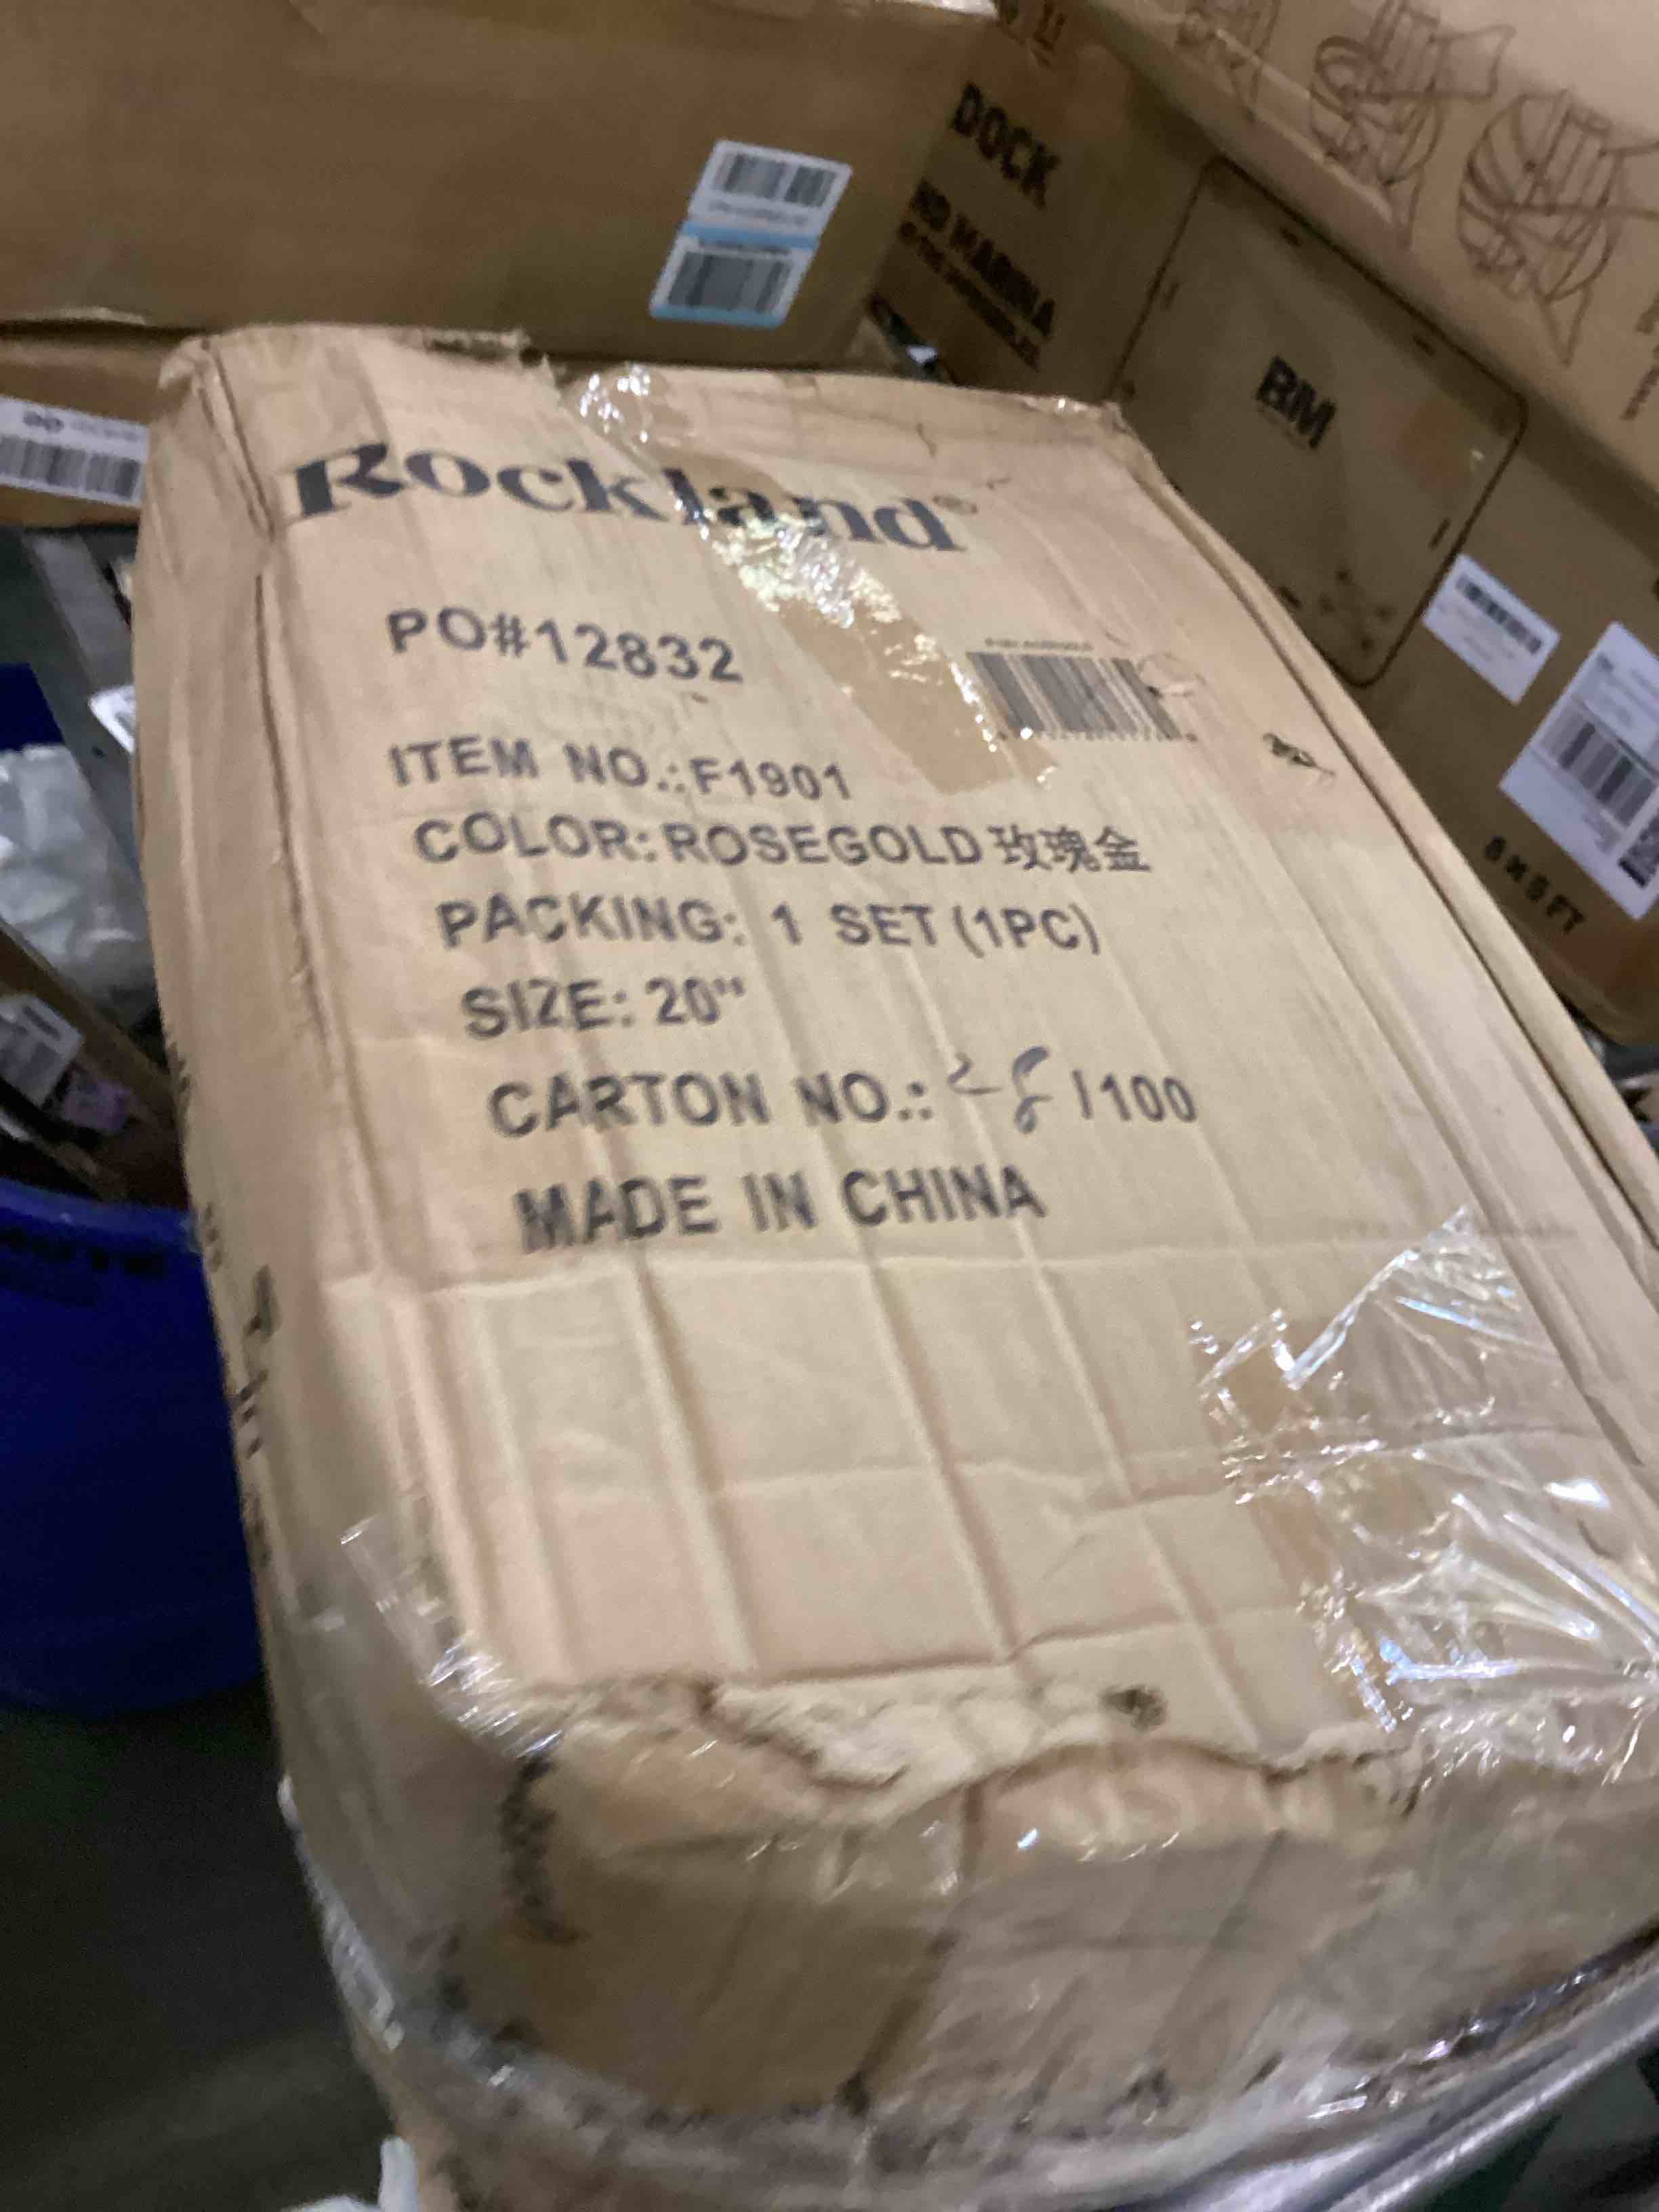 DOCK
BM
Rockland®
PO#12832
ITEM NO.:F1901
COLOR:ROSEGOLD 玫瑰金
PACKING: 1 SET(1PC)
SIZE: 20"
CARTON NO.: 28/100
MADE IN CHINA